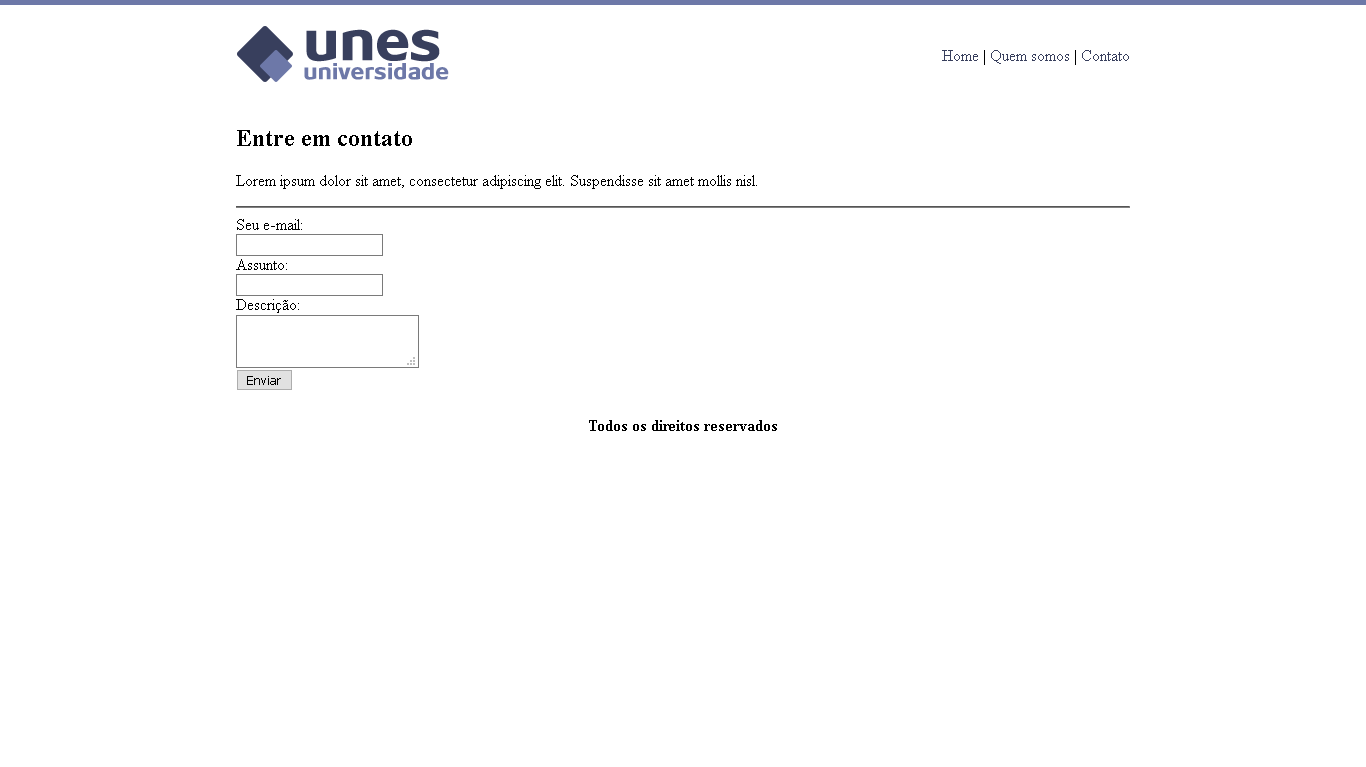 unes
universidade
Home | Quem somos | Contato
Entre em contato
Lorem ipsum dolor sit amet, consectetur adipiscing elit. Suspendisse sit amet mollis nisl.
Seu e-mail:
Assunto:
Descrição:
Enviar
Todos os direitos reservados